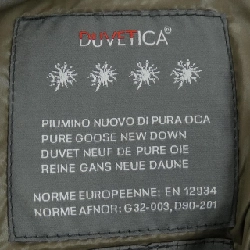 DUVETICA®
PIUMINO NUOVO DI PURA OCA
PURE GOOSE NEW DOWN
DUVET NEUF DE PURE OIE
REINE GANS NEUE DAUNE
NORME EUROPEENNE: EN 12934
NORME AFNOR: G32-003, D90-201